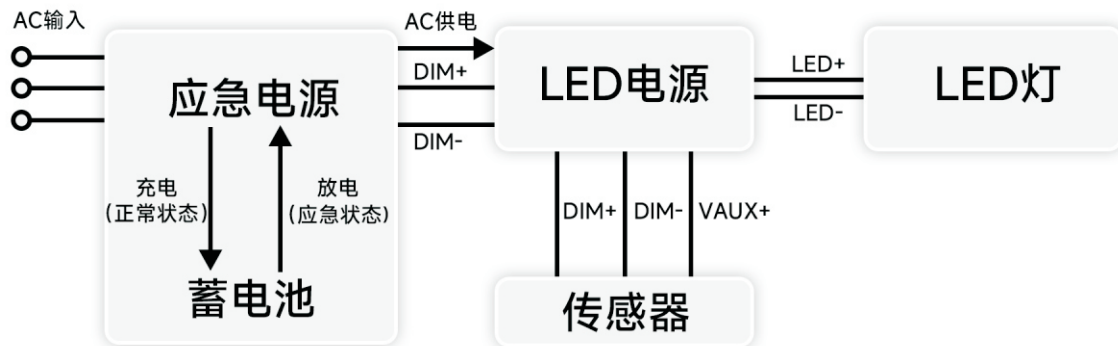 AC输入
AC供电
DIM+
DIM-
应急电源
充电
(正常状态)
放电
(应急状态)
蓄电池
LED电源
LED+
LED-
LED灯
DIM+
DIM-
VAUX+
传感器